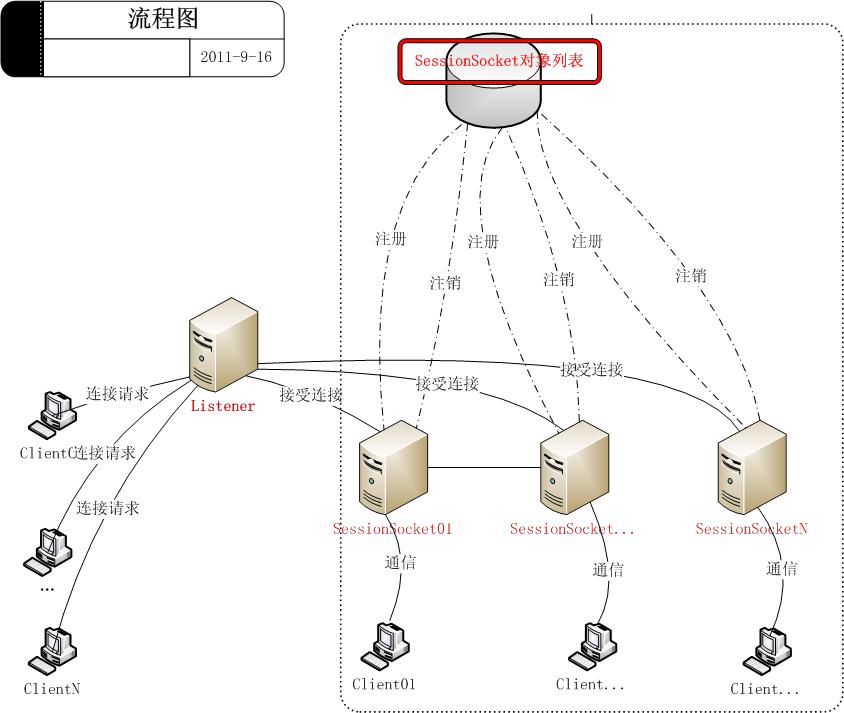 流程图
2011-9-16
SessionSocket对象列表
注册
注册
注册
注销
注销
注销
接受连接
接受连接
接受连接
连接请求
Listener
连接请求
连接请求
SessionSocket01
SessionSocket...
SessionSocketN
通信
通信
通信
...
ClientN
Client01
Client...
Client...